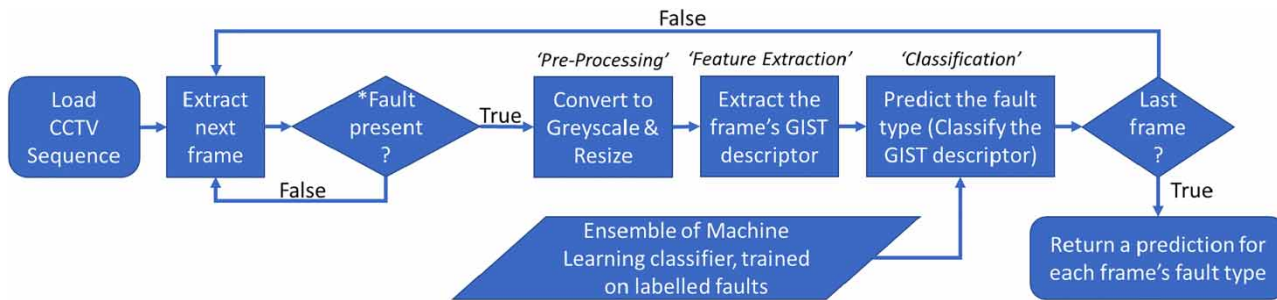 False
'Pre-Processing'
'Feature Extraction'
'Classification'
Load
CCTV
Sequence
Extract
next
frame
*Fault
present
?
True
False
Convert to
Greyscale &
Resize
Extract the
frame's GIST
descriptor
Predict the fault
type (Classify the
GIST descriptor)
Last
frame
?
True
Ensemble of Machine
Learning classifier, trained
on labelled faults
Return a prediction for
each frame's fault type